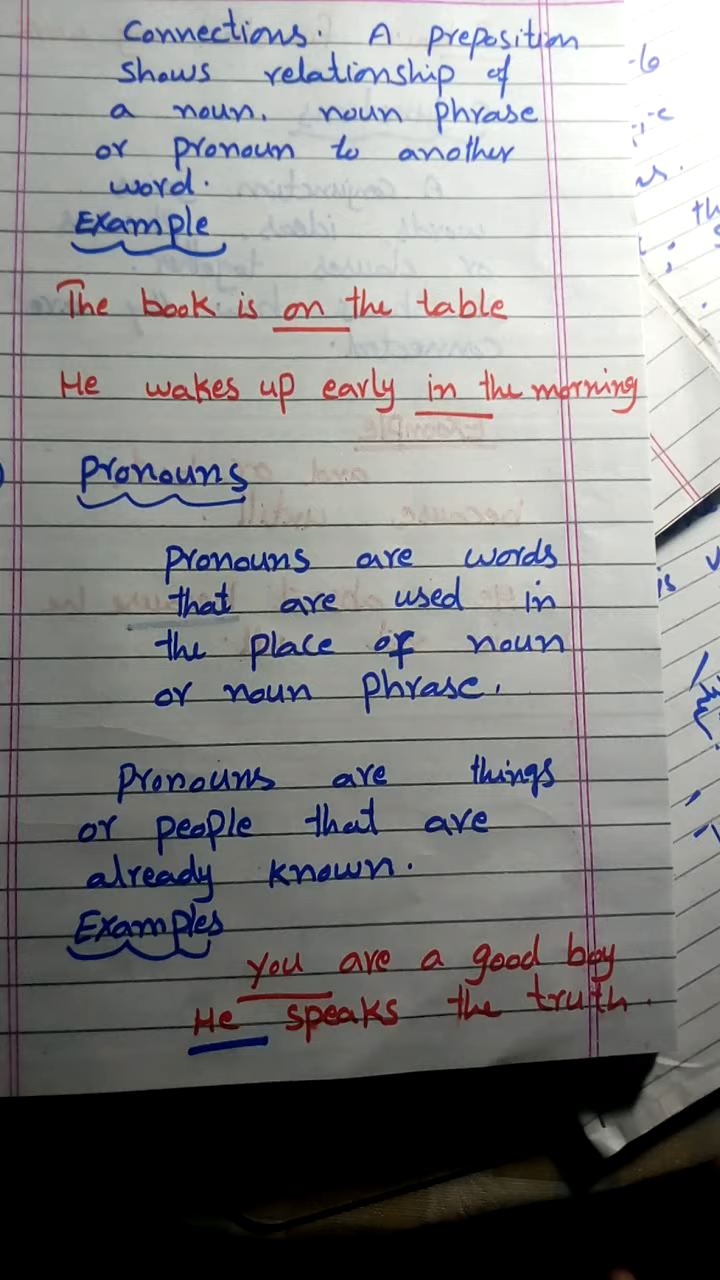 Connections. A preposition
shows relationship of
a noun, noun phrase
or pronoun to another
word.
Example
The book is on the table
He wakes up early in the morning
Pronouns
Pronouns are words
that are used in
the place of noun
or noun phrase.
Pronouns are things
or people that are
already known.
Examples
You are a good boy
He speaks the truth.